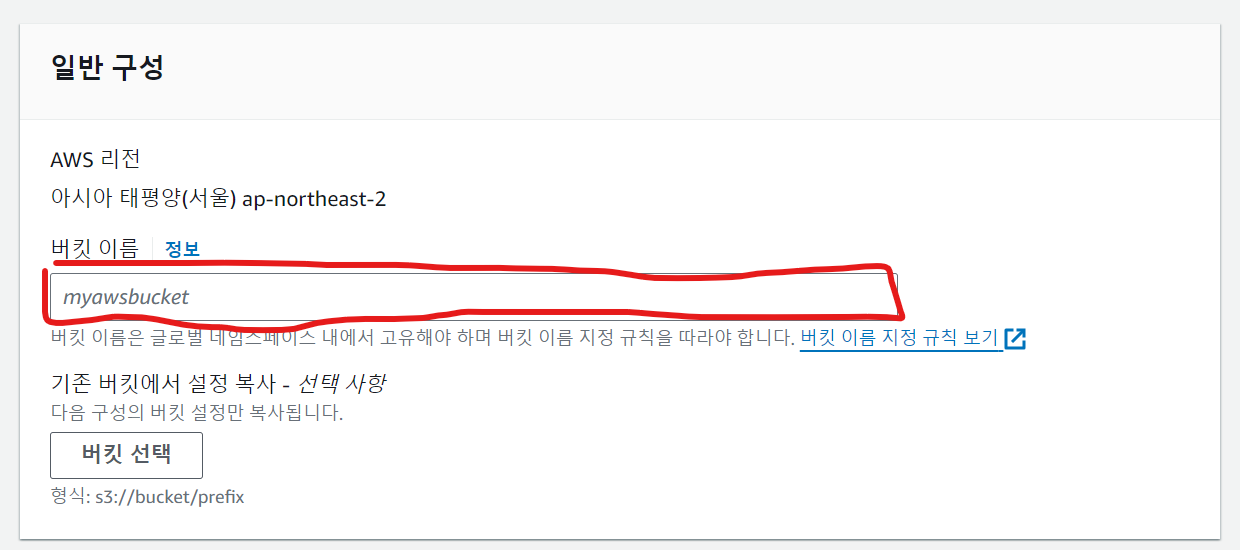 일반 구성
AWS 리전
아시아 태평양(서울) ap-northeast-2
버킷 이름 정보
myawsbucket
버킷 이름은 글로벌 네임스페이스 내에서 고유해야 하며 버킷 이름 지정 규칙을 따라야 합니다. 버킷 이름 지정 규칙 보기
기존 버킷에서 설정 복사 - 선택 사항
다음 구성의 버킷 설정만 복사됩니다.
버킷 선택
형식: s3://bucket/prefix